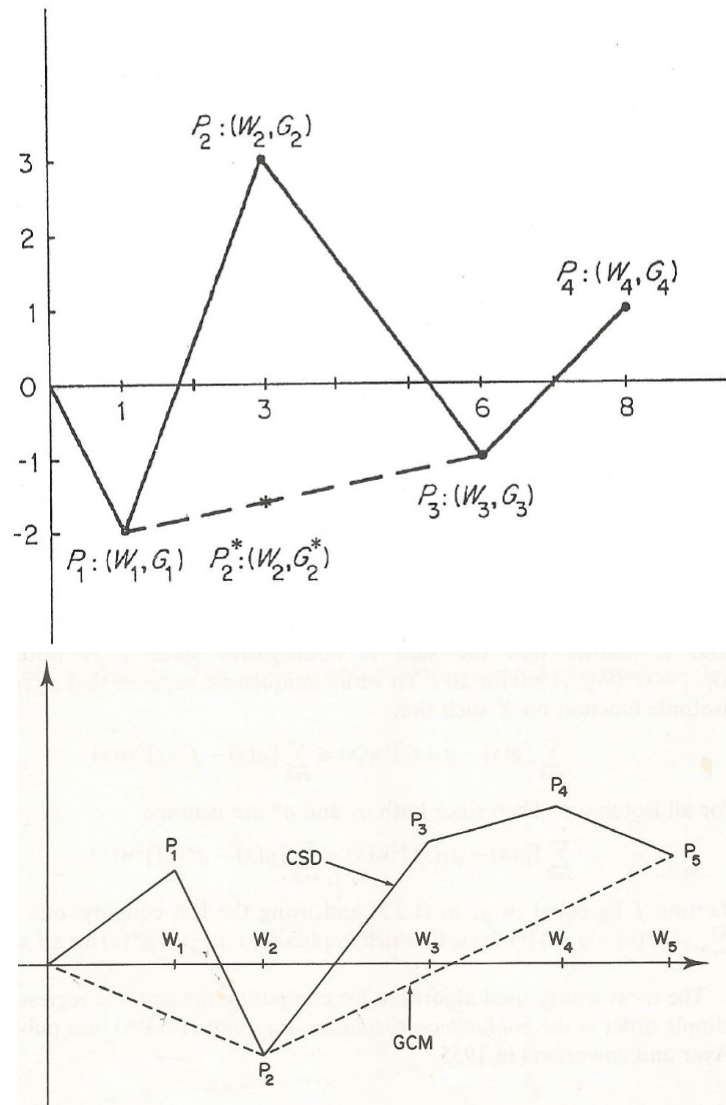 P₂:(W₂,G₂)
3
2
P₄:(W₄,G₄)
1
0
1 3 6 8
-1
P₃:(W₃,G₃)
-2
P₁:(W₁,G₁) P₂*:(W₂,G₂*)
P₄
P₃
P₁
CSD
P₅
W₁ W₂ W₃ W₄ W₅
GCM
P₂